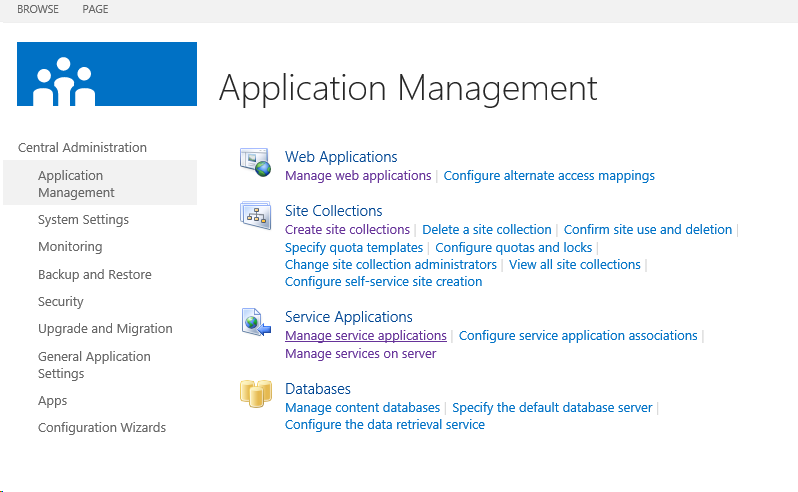 BROWSE PAGE
Application Management
Central Administration
Application
Management
System Settings
Monitoring
Backup and Restore
Security
Upgrade and Migration
General Application
Settings
Apps
Configuration Wizards
Web Applications
Manage web applications | Configure alternate access mappings
Site Collections
Create site collections | Delete a site collection | Confirm site use and deletion |
Specify quota templates | Configure quotas and locks |
Change site collection administrators | View all site collections |
Configure self-service site creation
Service Applications
Manage service applications | Configure service application associations |
Manage services on server
Databases
Manage content databases | Specify the default database server |
Configure the data retrieval service